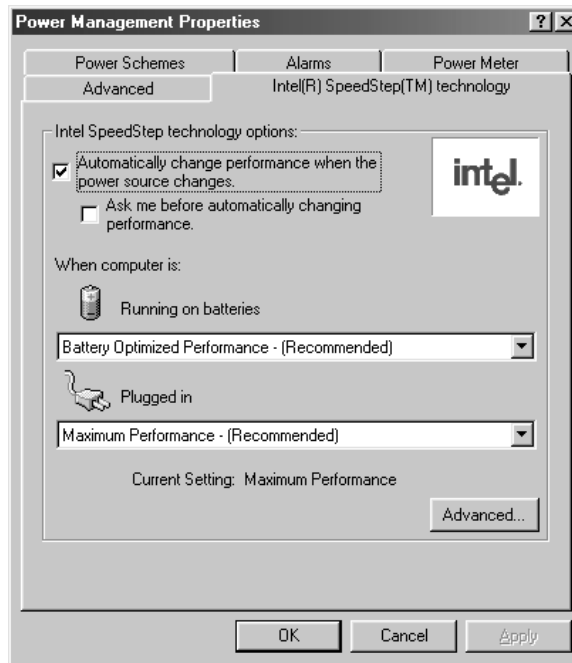 Power Management Properties
Power Schemes
Alarms
Power Meter
Advanced
Intel(R) SpeedStep(TM) technology
Intel SpeedStep technology options:
Automatically change performance when the
power source changes.
intel.
Ask me before automatically changing
performance.
When computer is:
Running on batteries
Battery Optimized Performance - (Recommended)
Plugged in
Maximum Performance - (Recommended)
Current Setting: Maximum Performance
Advanced...
OK
Cancel
Apply